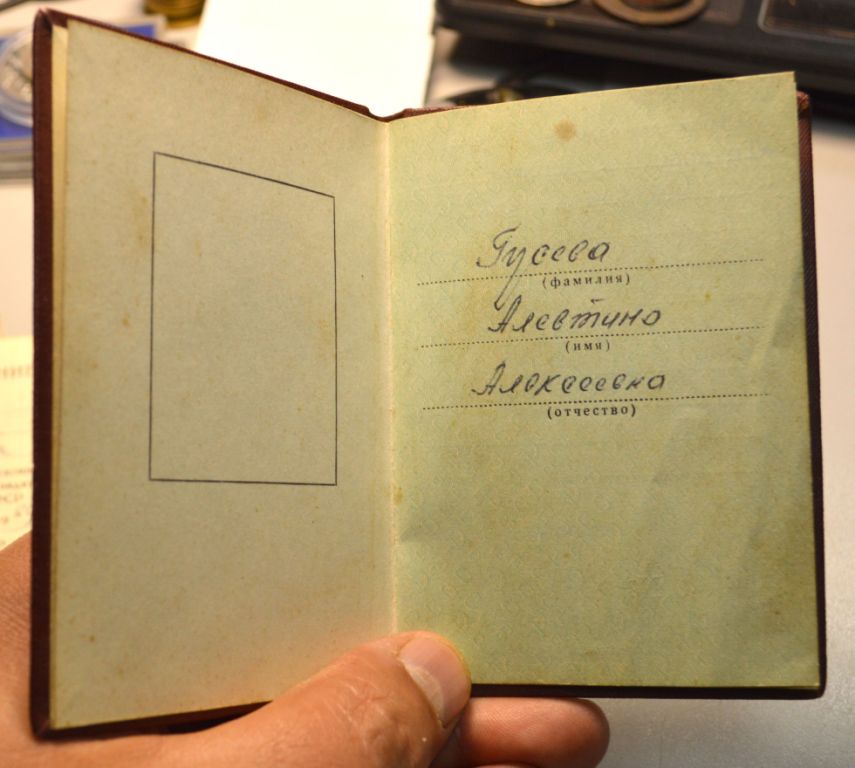 Гусева
(фамилия)
Алевтина
(имя)
Алексеевна
(отчество)